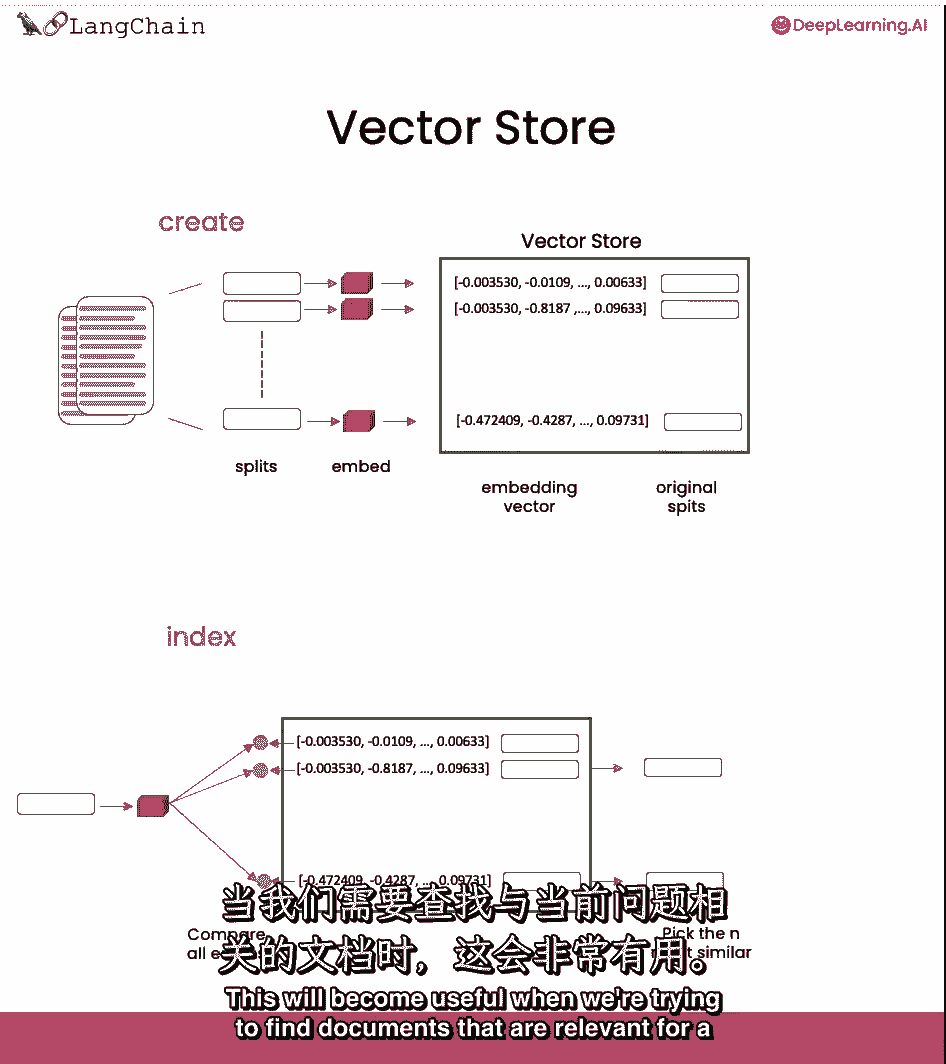 LangChain
DeepLearning.AI
Vector Store
create
Vector Store
[-0.003530, -0.0109, ..., 0.00633]
[-0.003530, -0.8187 ,..., 0.09633]
[-0.472409, -0.4287, ..., 0.09731]
splits
embed
embedding
vector
original
spits
index
[-0.003530, -0.0109, ..., 0.00633]
[-0.003530, -0.8187, ..., 0.09633]
[-0.472409, -0.4287, ..., 0.09731]
Compare
all
Pick the n
similar
当我们需要查找与当前问题相
关的文档时，这会非常有用。
This will become useful when we're trying
to find documents that are relevant for a